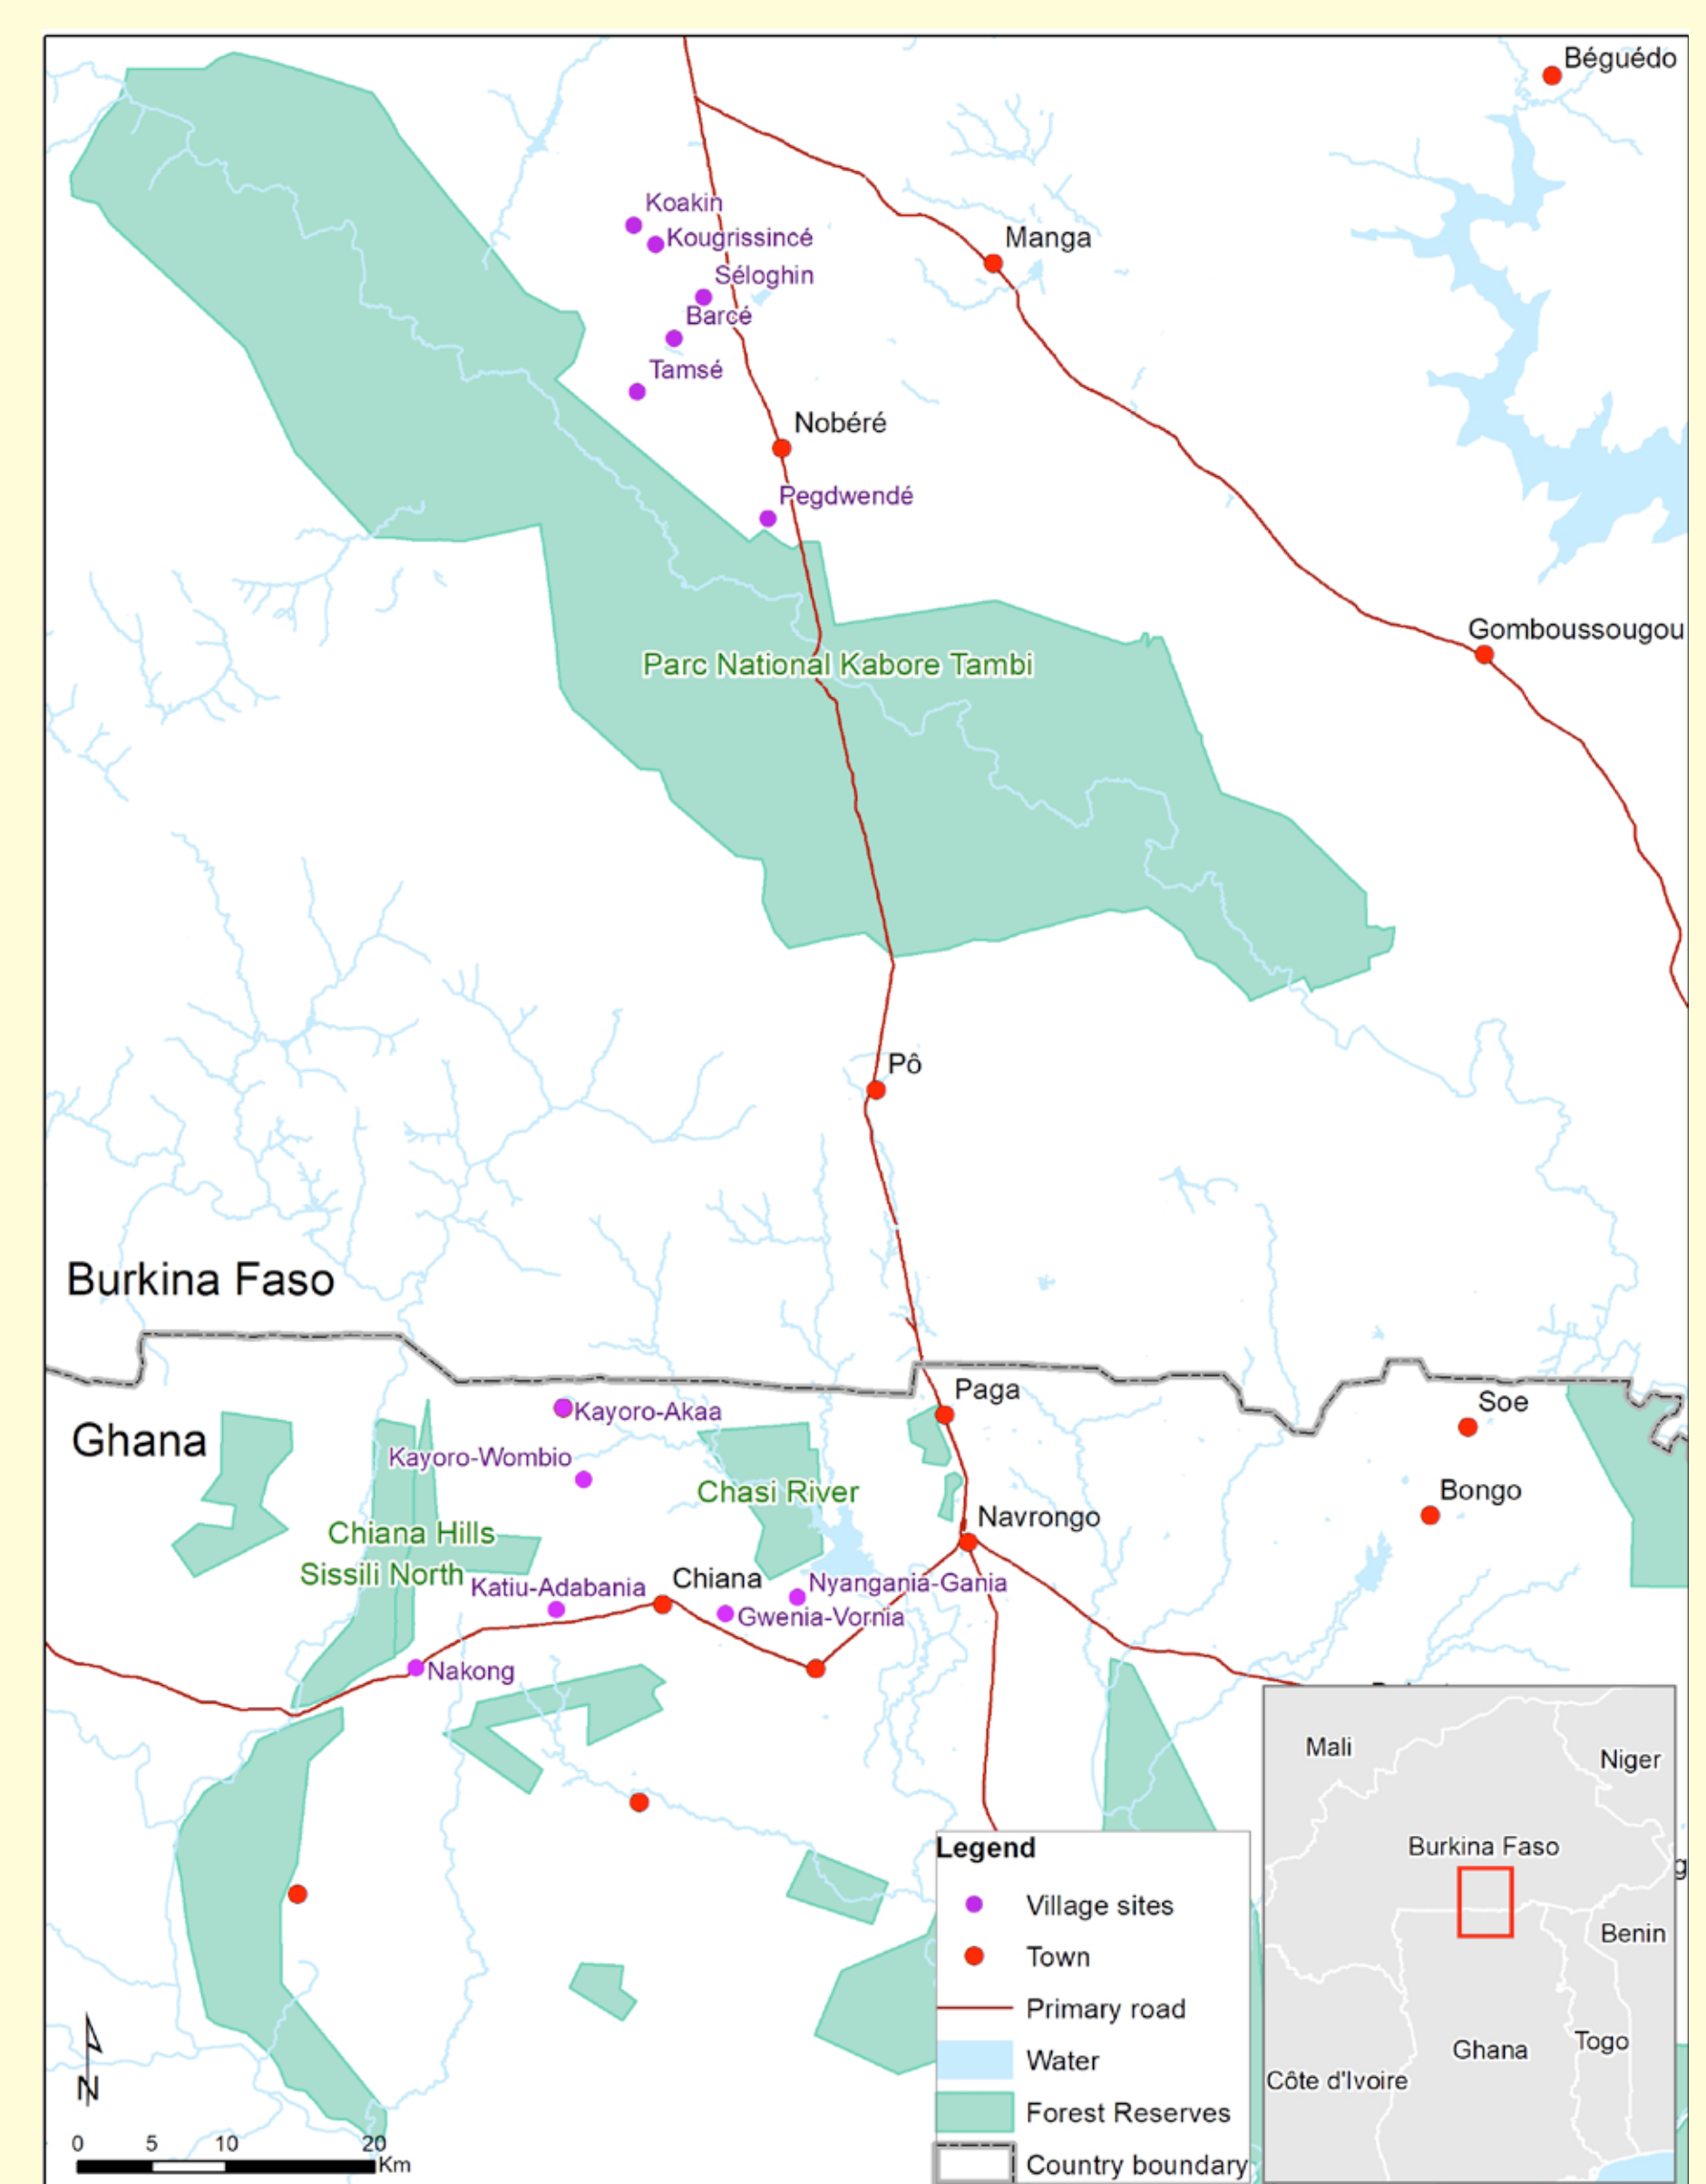 Béguédo
Koakin
Kougrissincé
Manga
Séloghin
Barcé
Tamsé
Nobéré
Pegdwendé
Gomboussougou
Parc National Kabore Tambi
Pô
Burkina Faso
Paga
Soe
Kayoro-Akaa
Ghana
Kayoro-Wombio
Chasi River
Bongo
Navrongo
Chiana Hills
Sissili North
Katiu-Adabania
Chiana
Nyangania-Gania
Gwenia-Vornia
Nakong
Mali
Niger
Burkina Faso
Benin
Togo
Ghana
Côte d'Ivoire
Legend
Village sites
Town
Primary road
Water
Forest Reserves
Country boundary
N
0 5 10 20
Km